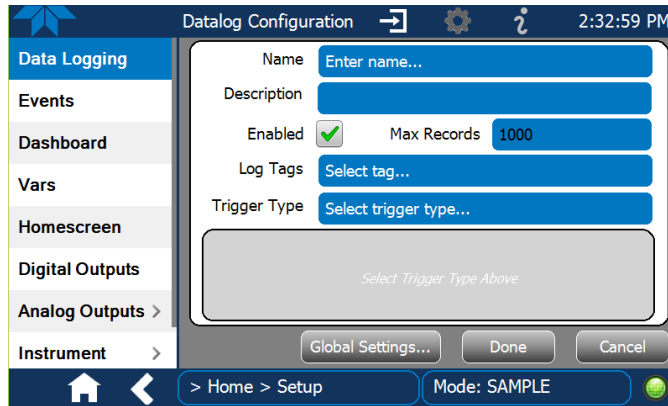 Datalog Configuration 2:32:59 PM
Data Logging
Events
Dashboard
Vars
Homescreen
Digital Outputs
Analog Outputs >
Instrument >
Name Enter name...
Description
Enabled Max Records 1000
Log Tags Select tag...
Trigger Type Select trigger type...
Select Trigger Type Above
Global Settings... Done Cancel
> Home > Setup Mode: SAMPLE